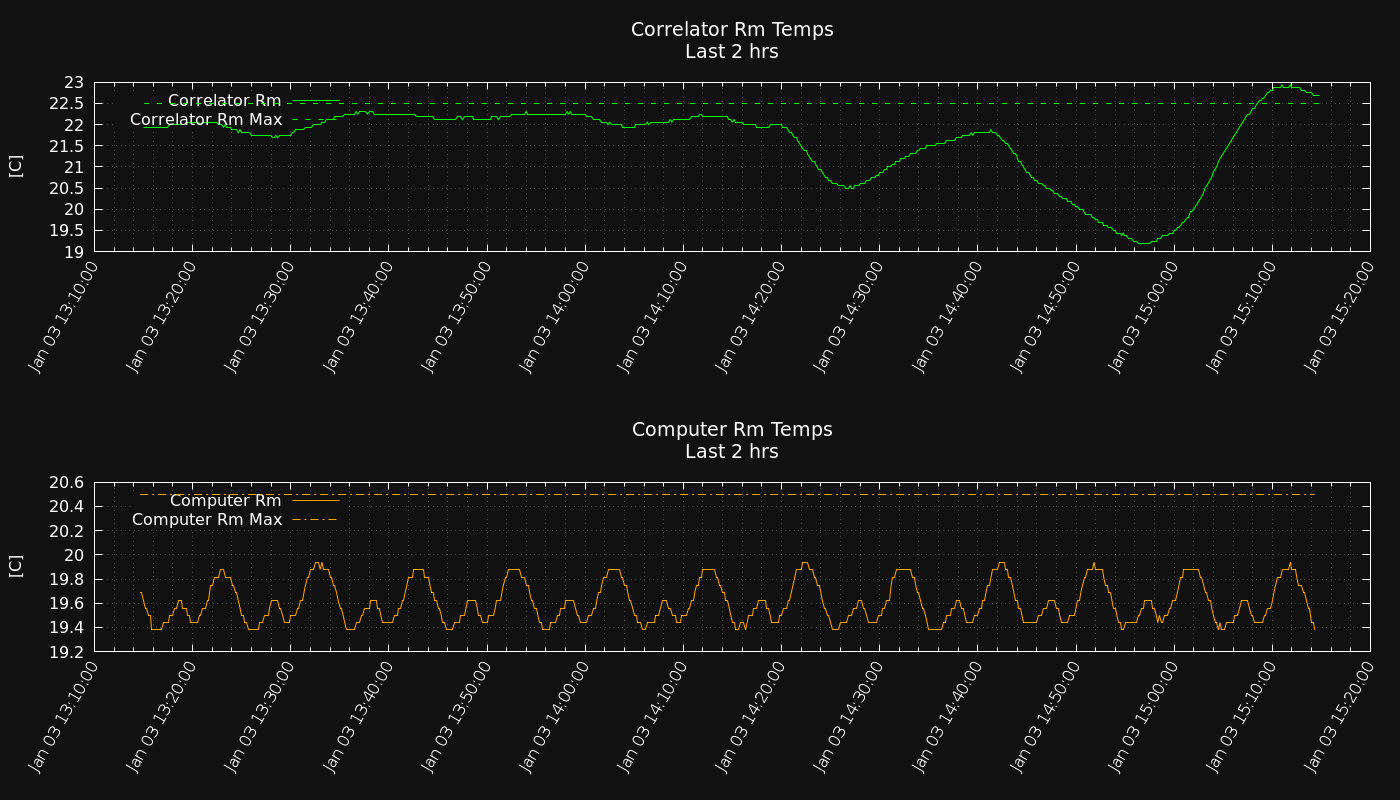 Correlator Rm Temps
Last 2 hrs
23
22.5
22
21.5
21
20.5
20
19.5
19
[C]
Correlator Rm
Correlator Rm Max
Jan 03 13:10:00
Jan 03 13:20:00
Jan 03 13:30:00
Jan 03 13:40:00
Jan 03 13:50:00
Jan 03 14:00:00
Jan 03 14:10:00
Jan 03 14:20:00
Jan 03 14:30:00
Jan 03 14:40:00
Jan 03 14:50:00
Jan 03 15:00:00
Jan 03 15:10:00
Jan 03 15:20:00
Computer Rm Temps
Last 2 hrs
20.6
20.4
20.2
20
19.8
19.6
19.4
19.2
[C]
Computer Rm
Computer Rm Max
Jan 03 13:10:00
Jan 03 13:20:00
Jan 03 13:30:00
Jan 03 13:40:00
Jan 03 13:50:00
Jan 03 14:00:00
Jan 03 14:10:00
Jan 03 14:20:00
Jan 03 14:30:00
Jan 03 14:40:00
Jan 03 14:50:00
Jan 03 15:00:00
Jan 03 15:10:00
Jan 03 15:20:00